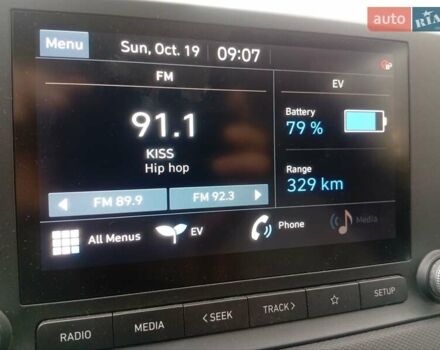 auto RIA .com
Menu Sun, Oct. 19 09:07
FM
91.1
KISS
Hip hop
FM 89.9 FM 92.3
EV
Battery
79 %
Range
329 km
All Menus EV Phone Media
RADIO MEDIA < SEEK TRACK > ☆ SETUP